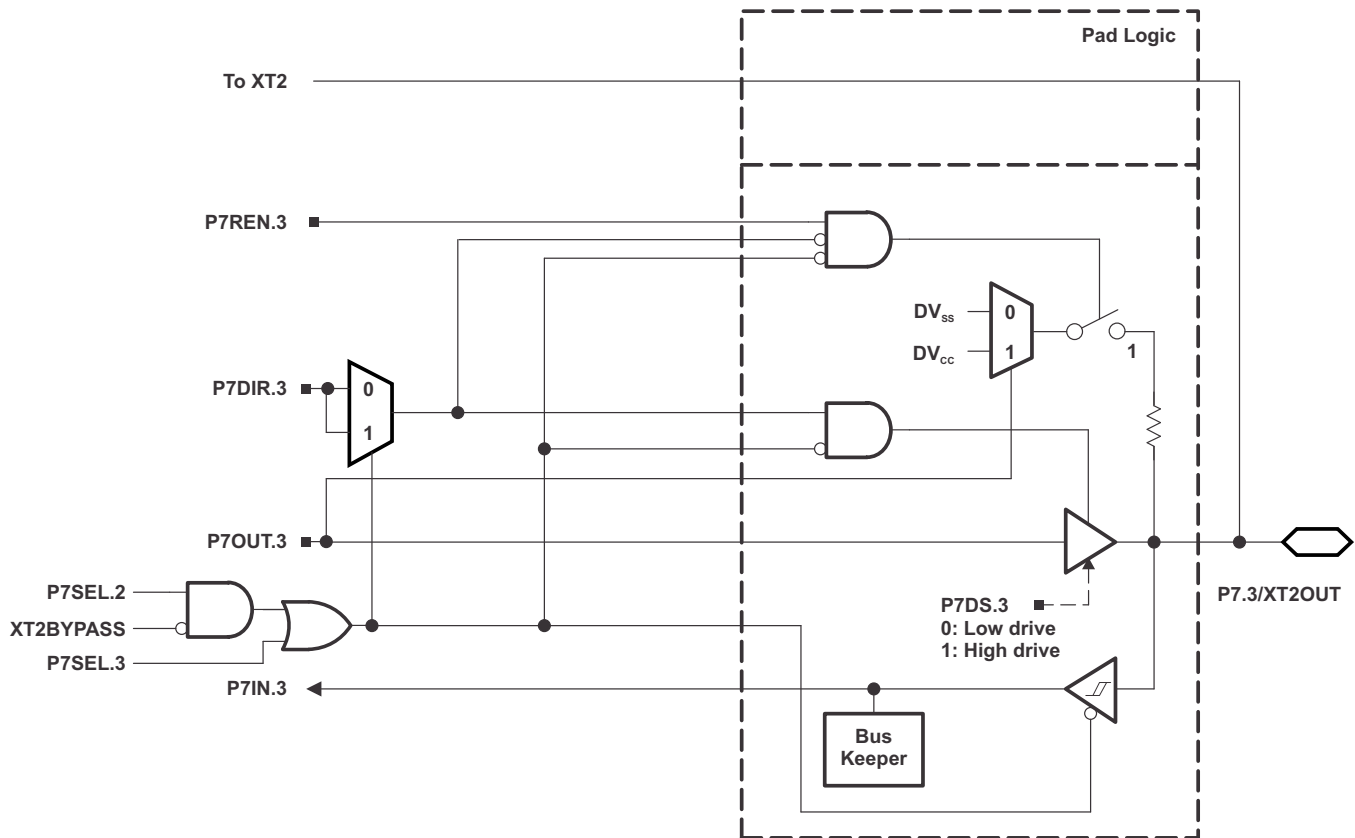 Pad Logic
To XT2
P7REN.3
DVSS
0
DVCC
1
1
P7DIR.3
0
1
P7OUT.3
P7SEL.2
XT2BYPASS
P7SEL.3
P7DS.3
0: Low drive
1: High drive
P7.3/XT2OUT
P7IN.3
Bus
Keeper